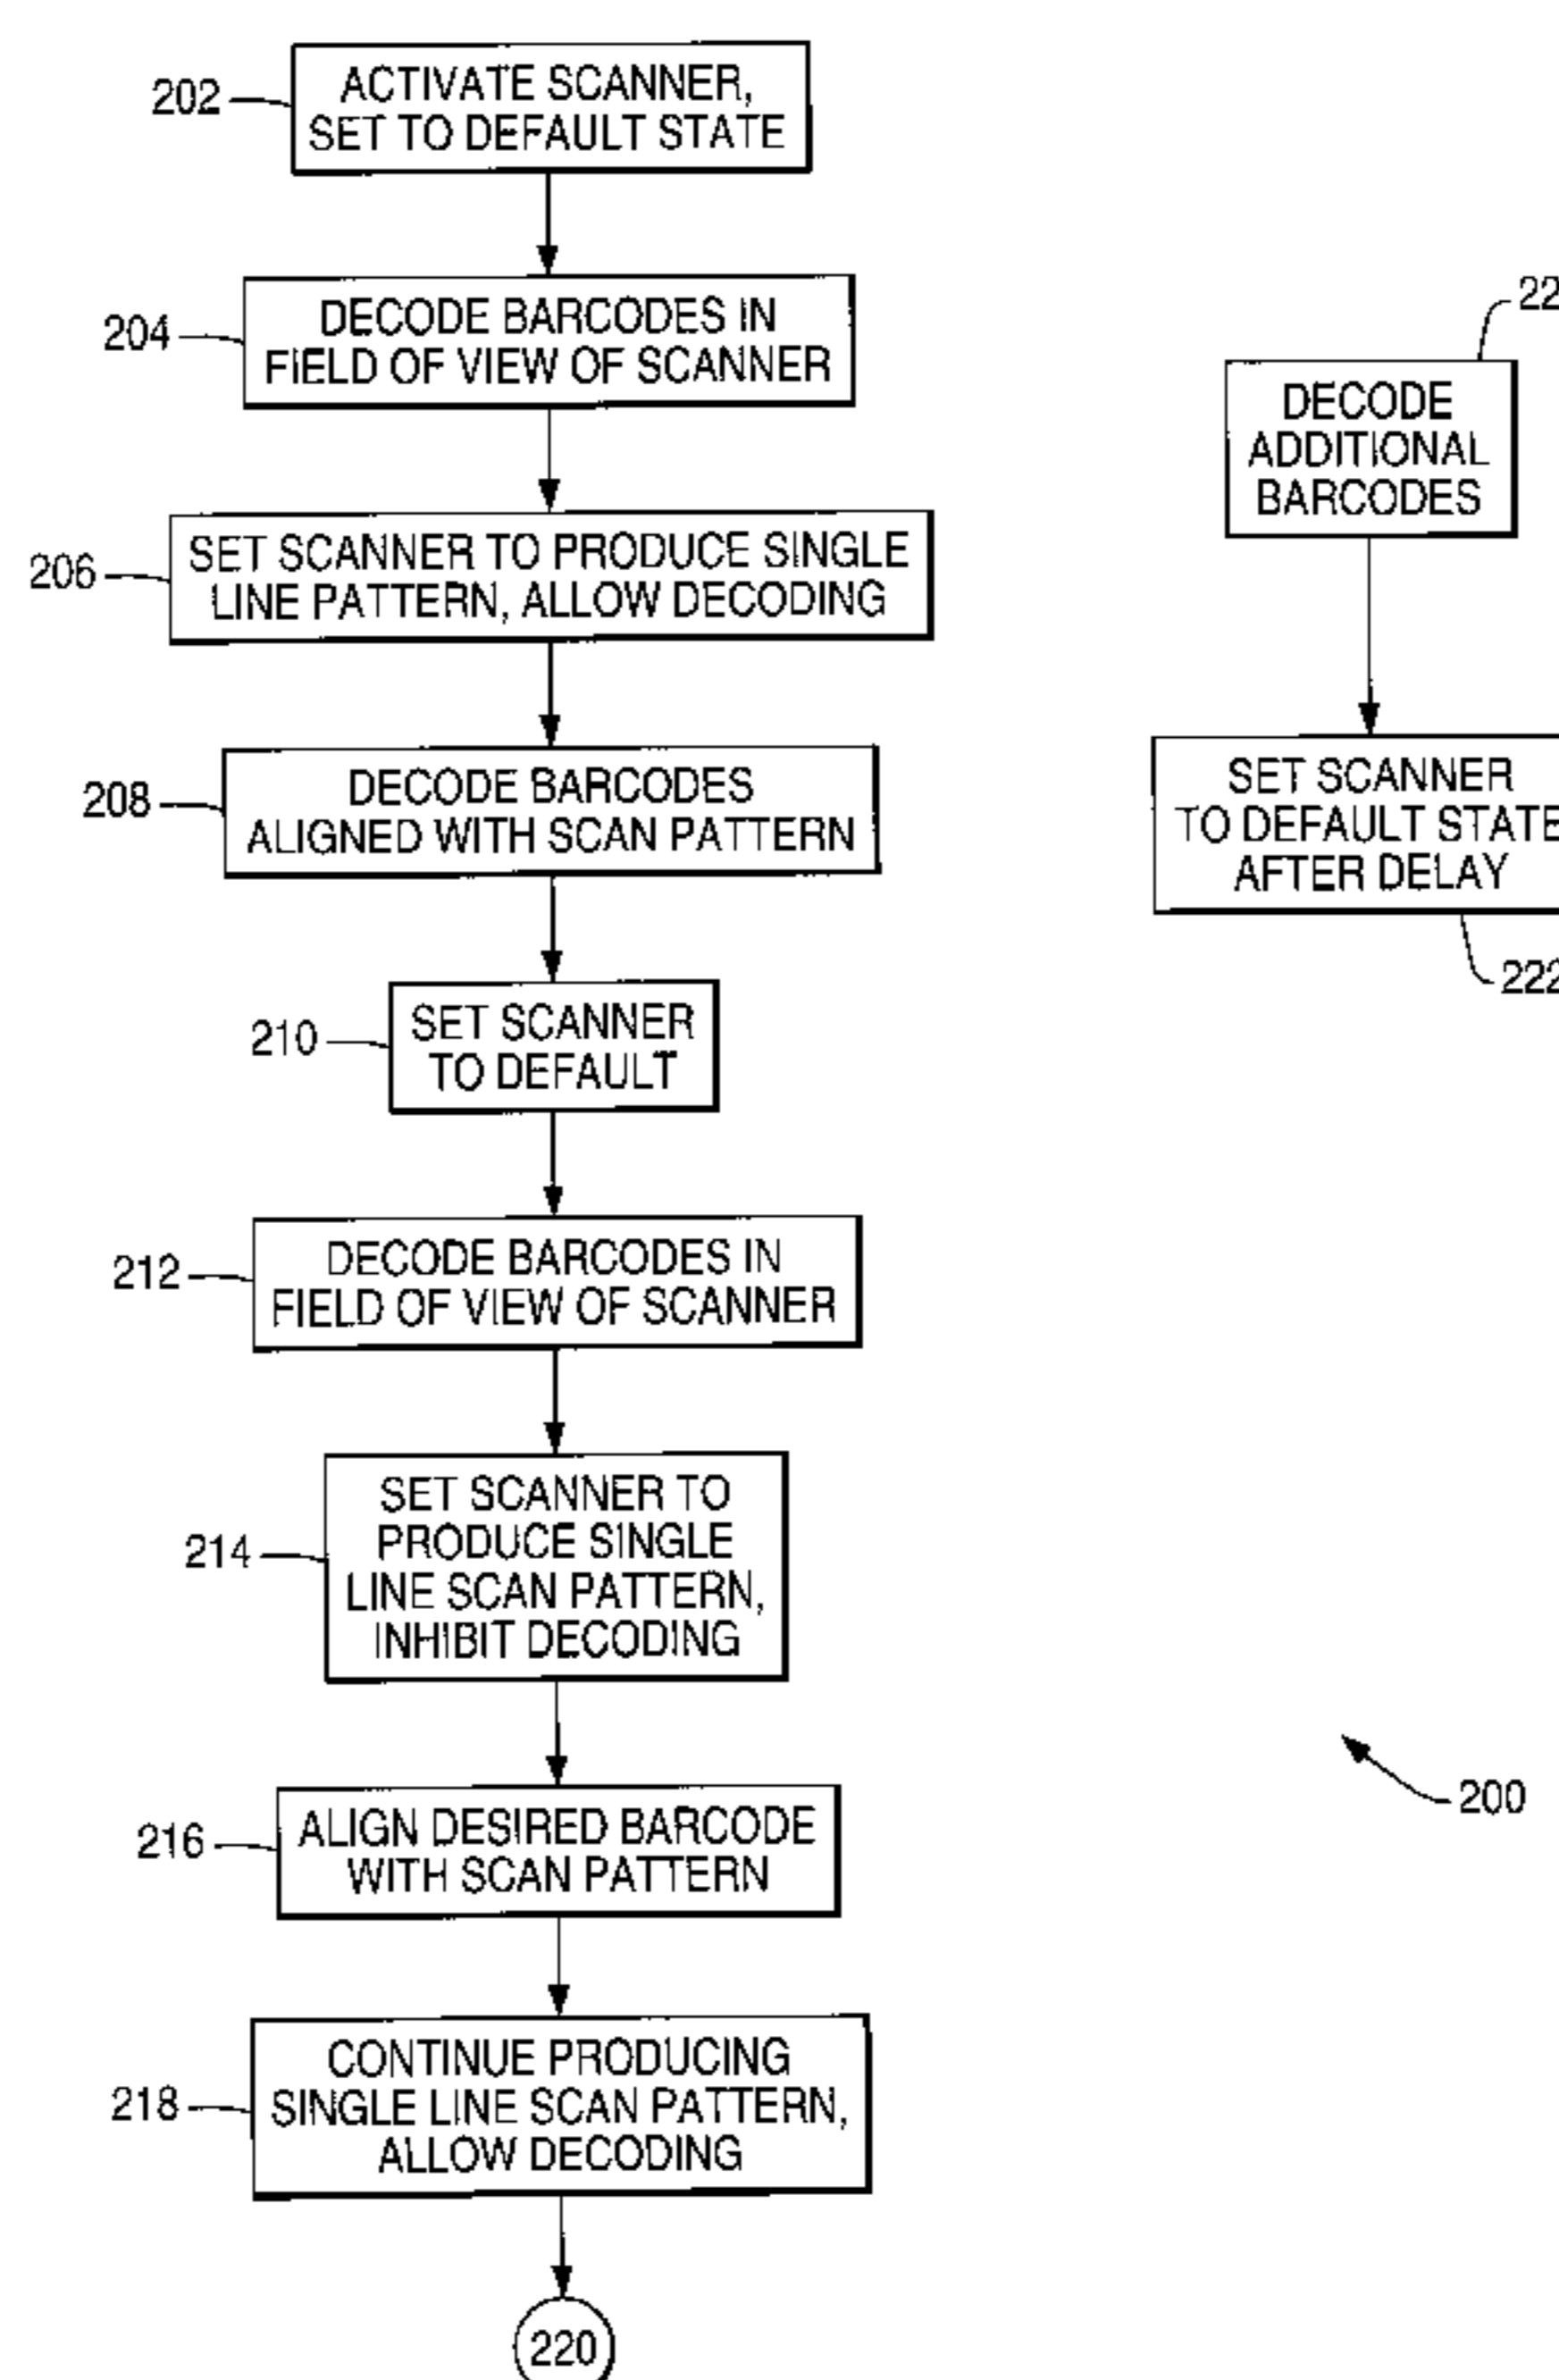 202
ACTIVATE SCANNER,
SET TO DEFAULT STATE
204
DECODE BARCODES IN
FIELD OF VIEW OF SCANNER
206
SET SCANNER TO PRODUCE SINGLE
LINE PATTERN, ALLOW DECODING
208
DECODE BARCODES
ALIGNED WITH SCAN PATTERN
210
SET SCANNER
TO DEFAULT
212
DECODE BARCODES IN
FIELD OF VIEW OF SCANNER
214
SET SCANNER TO
PRODUCE SINGLE
LINE SCAN PATTERN,
INHIBIT DECODING
216
ALIGN DESIRED BARCODE
WITH SCAN PATTERN
218
CONTINUE PRODUCING
SINGLE LINE SCAN PATTERN,
ALLOW DECODING
220
DECODE
ADDITIONAL
BARCODES
SET SCANNER
TO DEFAULT STATE
AFTER DELAY
222
200